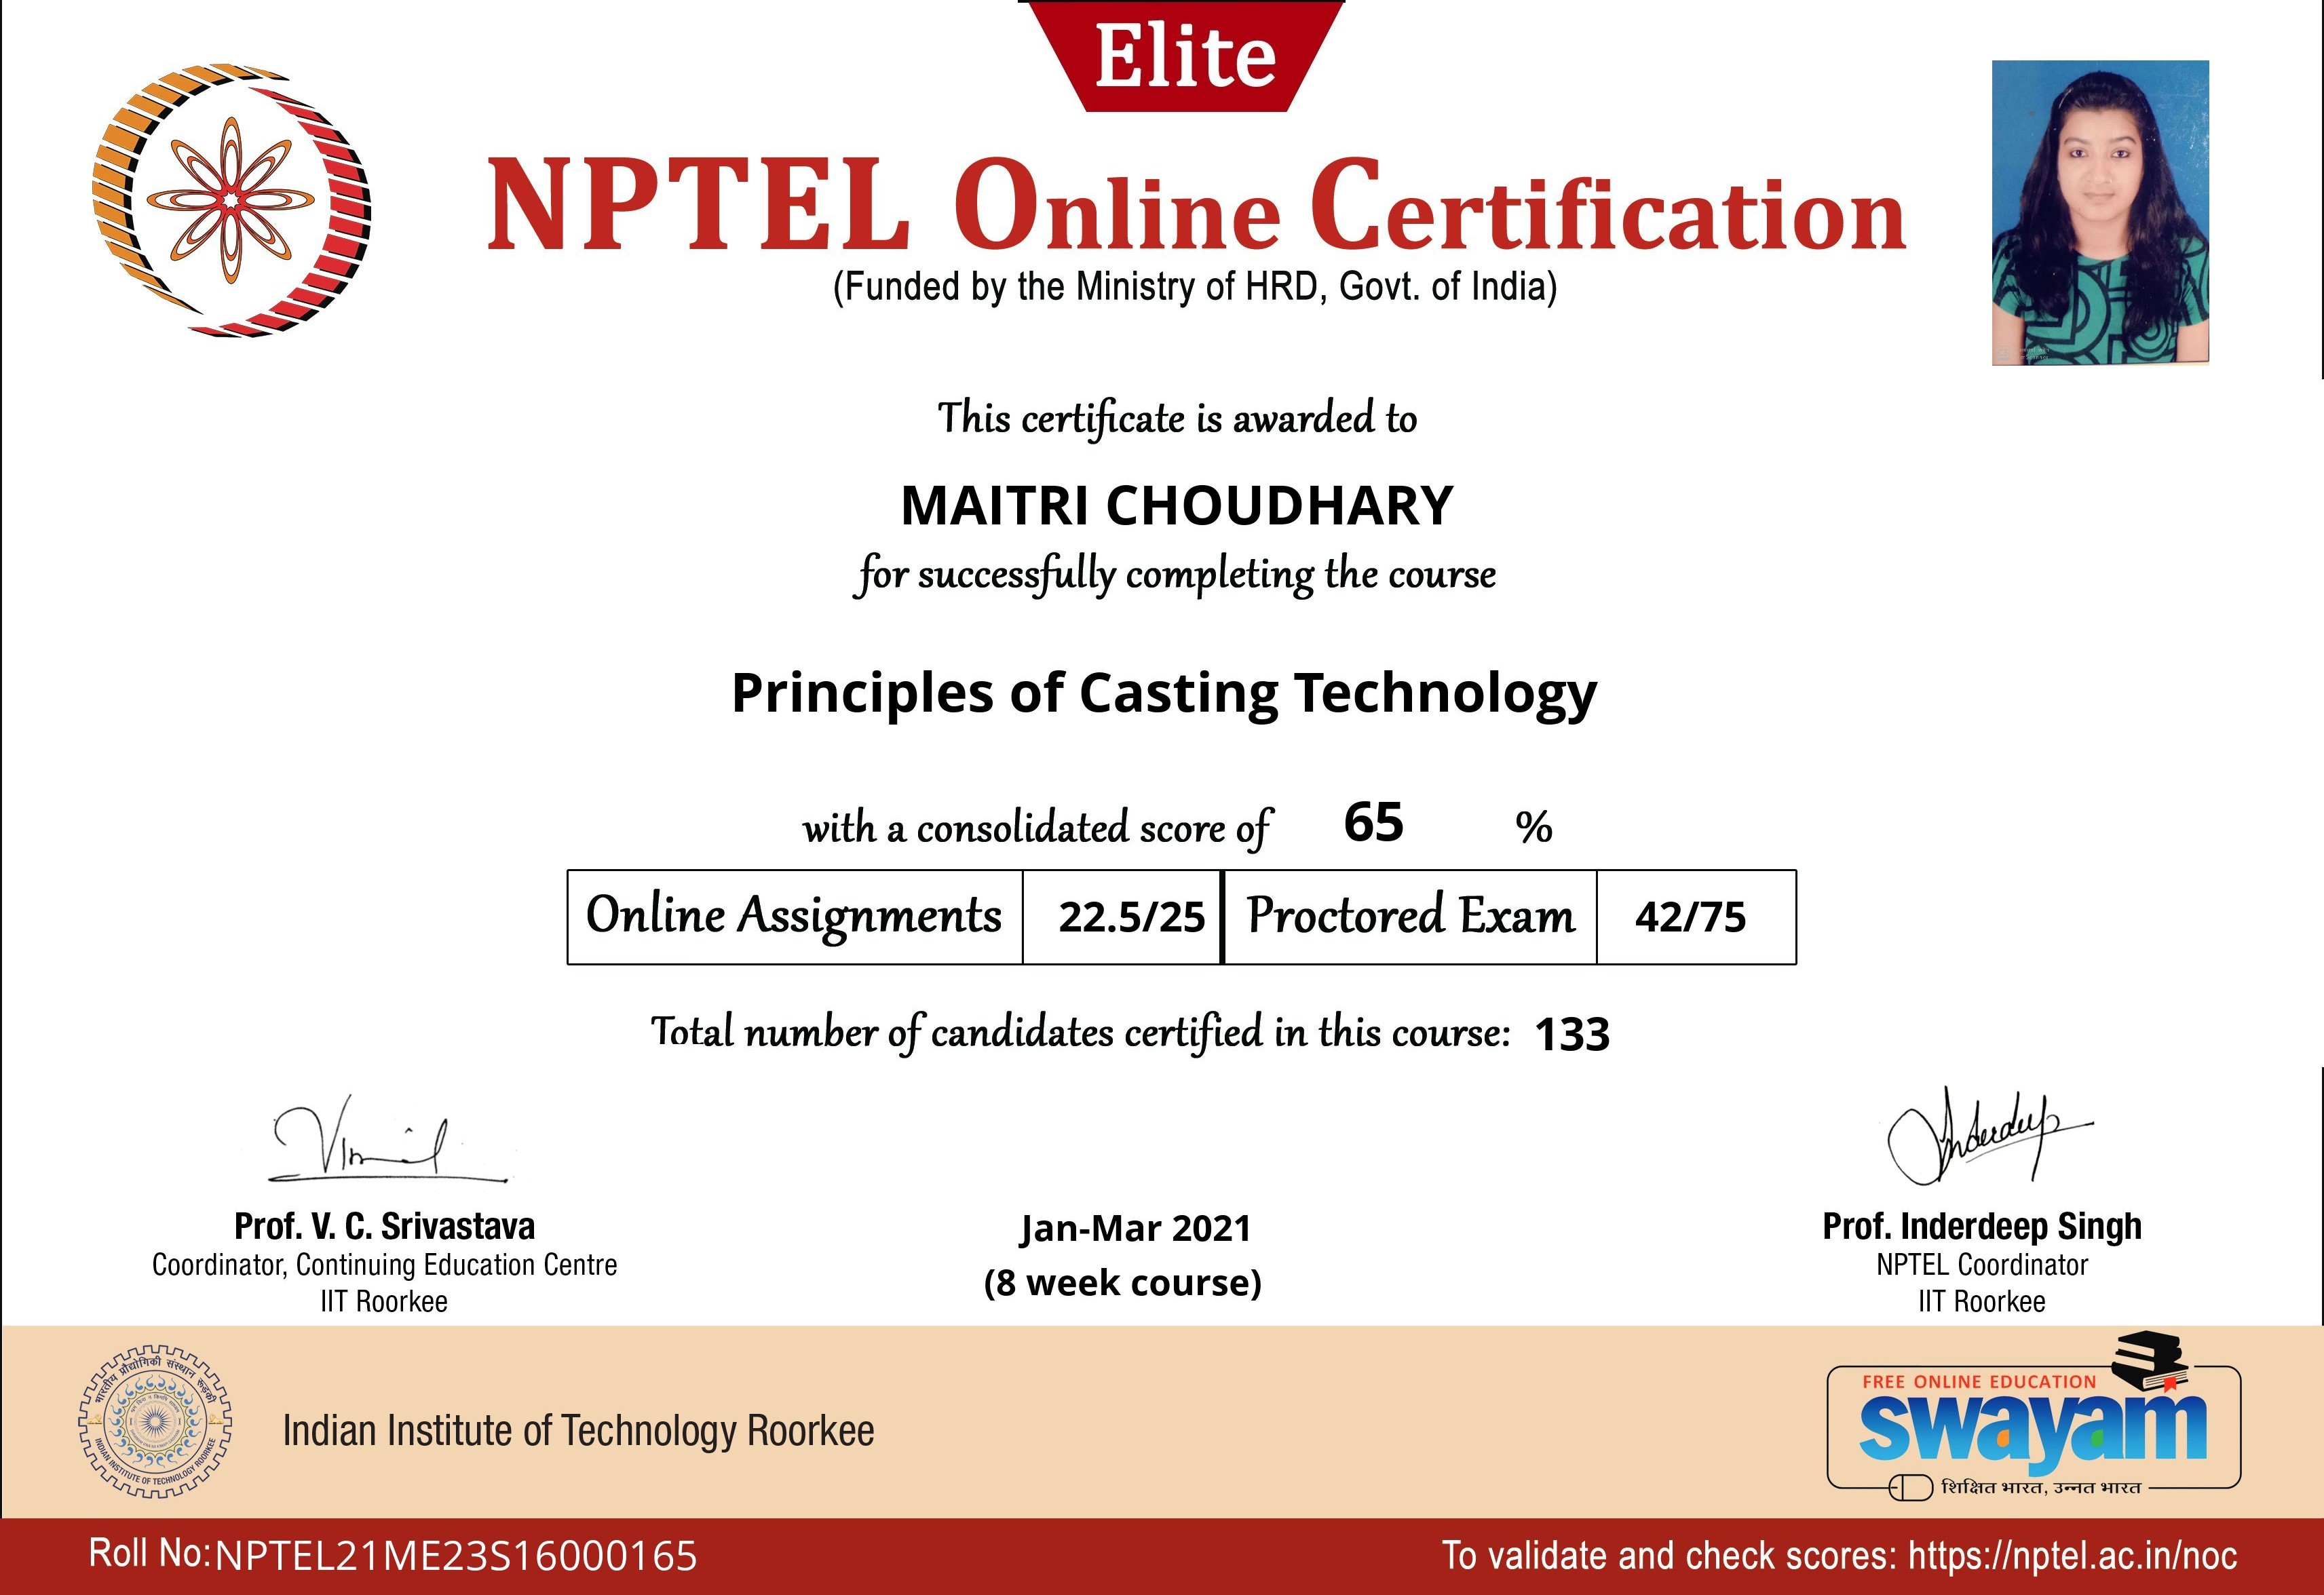 Elite
NPTEL Online Certification
(Funded by the Ministry of HRD, Govt. of India)
This certificate is awarded to
MAITRI CHOUDHARY
for successfully completing the course
Principles of Casting Technology
with a consolidated score of 65 %
Online Assignments 22.5/25 Proctored Exam 42/75
Total number of candidates certified in this course: 133
Vimal
Inderdeep
Prof. V. C. Srivastava
Coordinator, Continuing Education Centre
IIT Roorkee
Jan-Mar 2021
(8 week course)
Prof. Inderdeep Singh
NPTEL Coordinator
IIT Roorkee
भारतीय प्रौद्योगिकी संस्थान रूड़की
INDIAN INSTITUTE OF TECHNOLOGY ROORKEE
Indian Institute of Technology Roorkee
FREE ONLINE EDUCATION
swayam
शिक्षित भारत, उन्नत भारत
Roll No:NPTEL21ME23S16000165
To validate and check scores: https://nptel.ac.in/noc